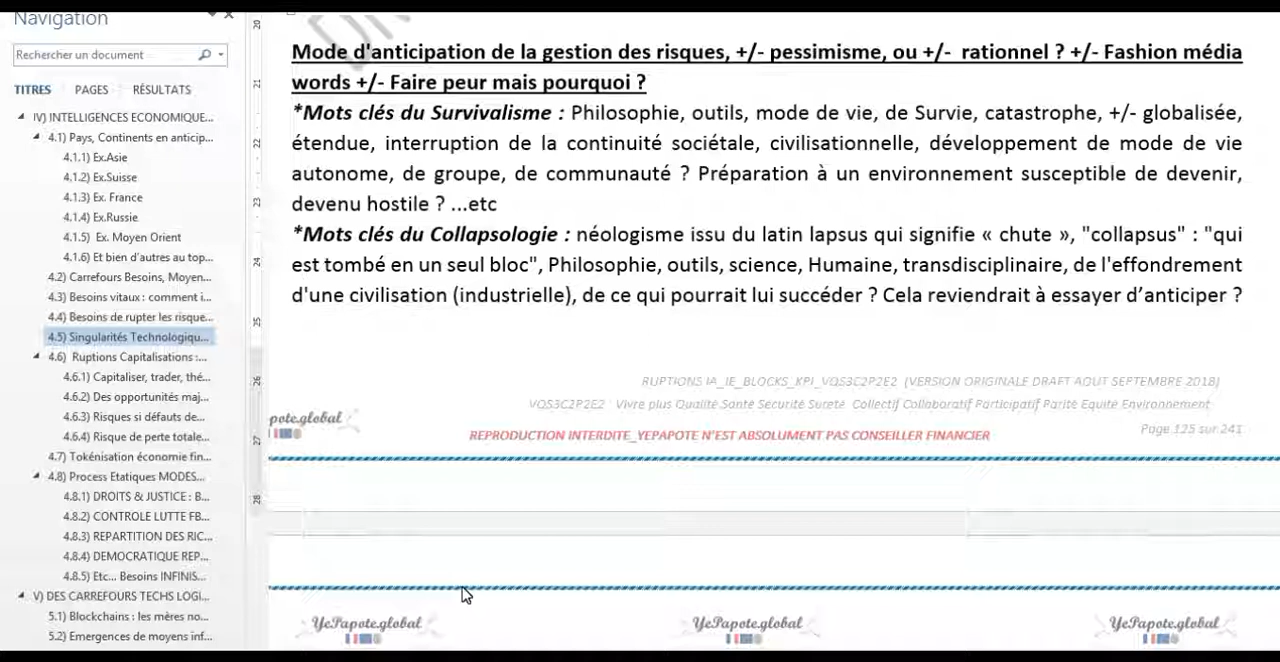 Navigation
Rechercher un document
TITRES PAGES RÉSULTATS
IV) INTELLIGENCES ECONOMIQUE...
4.1) Pays, Continents en anticip...
4.1.1) Ex.Asie
4.1.2) Ex.Suisse
4.1.3) Ex. France
4.1.4) Ex.Russie
4.1.5) Ex. Moyen Orient
4.1.6) Et bien d'autres au top...
4.2) Carrefours Besoins, Moyen...
4.3) Besoins vitaux : comment i...
4.4) Besoins de rupter les risque...
4.5) Singularités Technologiqu...
4.6) Ruptions Capitalisations :...
4.6.1) Capitaliser, trader, thé...
4.6.2) Des opportunités maj...
4.6.3) Risques si défauts de...
4.6.4) Risque de perte totale...
4.7) Tokénisation économie fin...
4.8) Process Etatiques MODES...
4.8.1) DROITS & JUSTICE : B...
4.8.2) CONTROLE LUTTE FB...
4.8.3) REPARTITION DES RIC...
4.8.4) DEMOCRATIQUE REP...
4.8.5) Etc... Besoins INFINIS...
V) DES CARREFOURS TECHS LOGI...
5.1) Blockchains : les mères no...
5.2) Emergences de moyens inf...
20
21
22
23
24
25
26
27
28
Mode d'anticipation de la gestion des risques, +/- pessimisme, ou +/- rationnel ? +/- Fashion média
words +/- Faire peur mais pourquoi ?
*Mots clés du Survivalisme : Philosophie, outils, mode de vie, de Survie, catastrophe, +/- globalisée,
étendue, interruption de la continuité sociétale, civilisationnelle, développement de mode de vie
autonome, de groupe, de communauté ? Préparation à un environnement susceptible de devenir,
devenu hostile ? ...etc
*Mots clés du Collapsologie : néologisme issu du latin lapsus qui signifie « chute », "collapsus" : "qui
est tombé en un seul bloc", Philosophie, outils, science, Humaine, transdisciplinaire, de l'effondrement
d'une civilisation (industrielle), de ce qui pourrait lui succéder ? Cela reviendrait à essayer d’anticiper ?
RUPTIONS IA_IE_BLOCKS_KPI_VQS3C2P2E2 (VERSION ORIGINALE DRAFT AOUT SEPTEMBRE 2018)
VQS3C2P2E2 : Vivre plus Qualité Santé Sécurité Sureté Collectif Collaboratif Participatif Parité Equité Environnement
pote.global
REPRODUCTION INTERDITE_YEPAPOTE N'EST ABSOLUMENT PAS CONSEILLER FINANCIER
Page 125 sur 241
YePapote.global YePapote.global YePapote.global